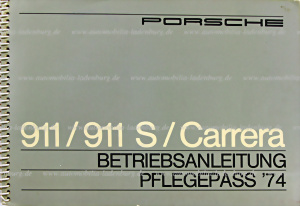 PORSCHE
911/911 S/Carrera
BETRIEBSANLEITUNG
PFLEGEPASS '74